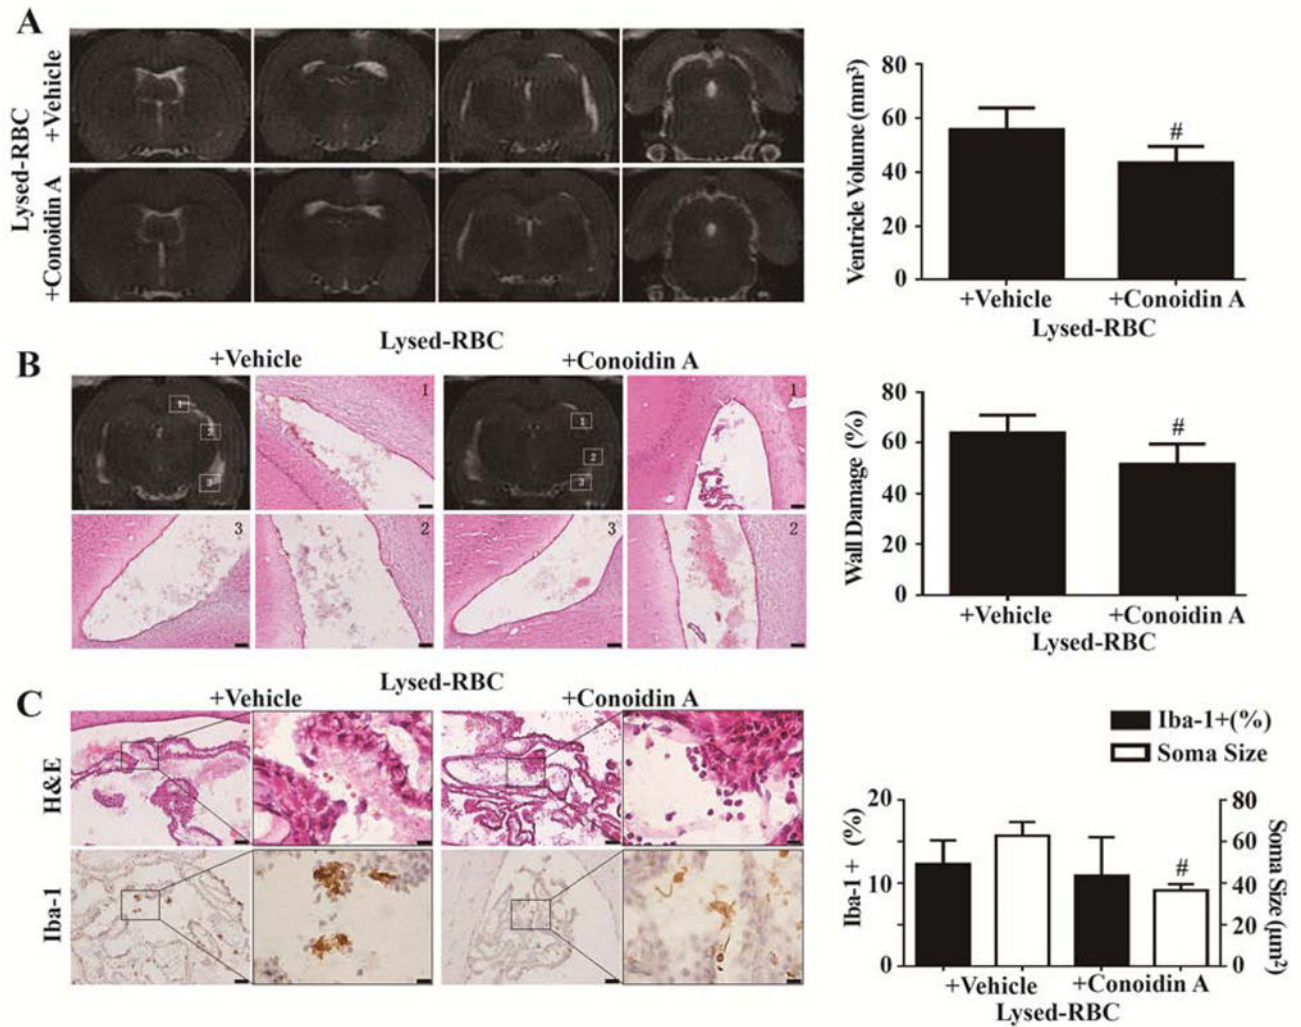 A
Lysed-RBC
+Vehicle
+Conoidin A
Ventricle Volume (mm³)
80
60
40
20
0
#
+Vehicle
+Conoidin A
Lysed-RBC
B
Lysed-RBC
+Vehicle
+Conoidin A
1
2
3
1
1
2
3
1
3
2
3
2
Wall Damage (%)
80
60
40
20
0
#
+Vehicle
+Conoidin A
Lysed-RBC
C
Lysed-RBC
+Vehicle
+Conoidin A
H&E
Iba-1
Iba-1+(%)
Soma Size
Iba-1+ (%)
20
10
0
80
60
40
20
0
Soma Size (μm²)
#
+Vehicle
+Conoidin A
Lysed-RBC